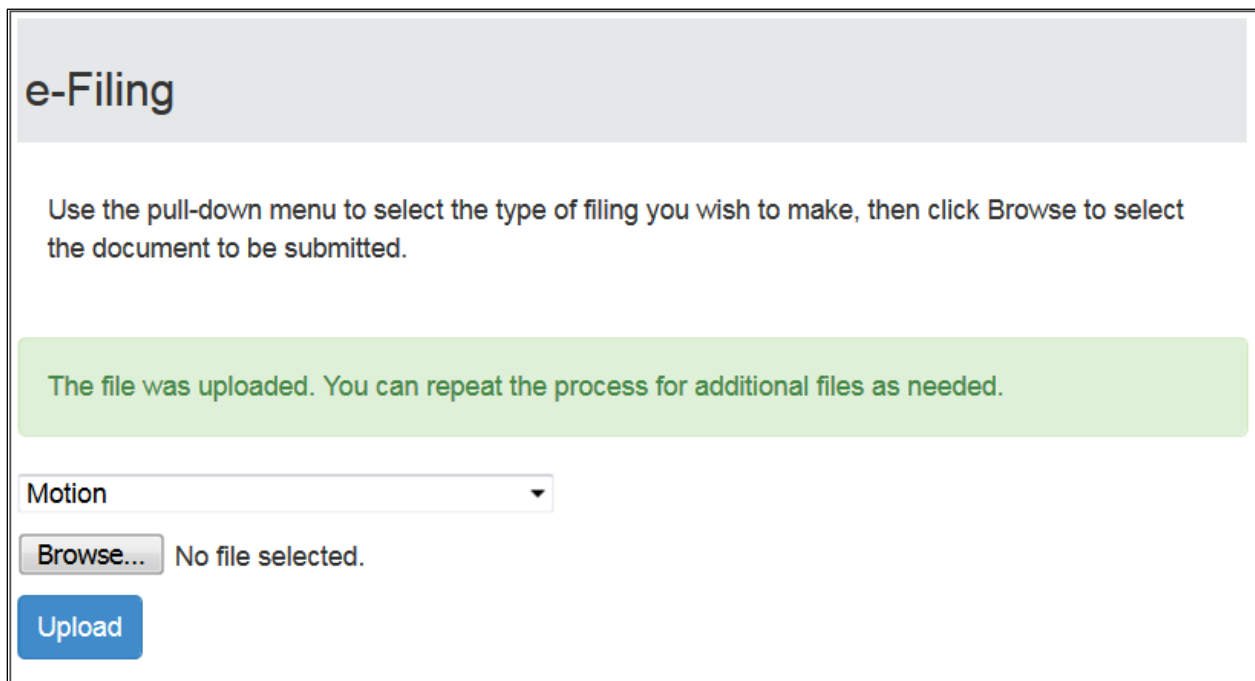 e-Filing
Use the pull-down menu to select the type of filing you wish to make, then click Browse to select
the document to be submitted.
The file was uploaded. You can repeat the process for additional files as needed.
Motion
Browse... No file selected.
Upload